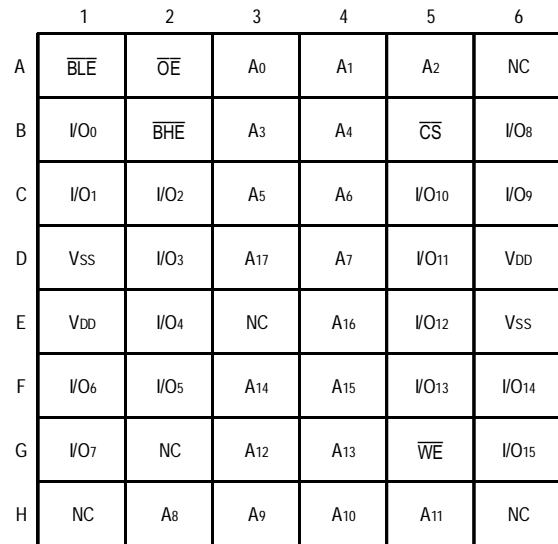 1 2 3 4 5 6
A BLE OE A0 A1 A2 NC
B I/O0 BHE A3 A4 CS I/O8
C I/O1 I/O2 A5 A6 I/O10 I/O9
D VSS I/O3 A17 A7 I/O11 VDD
E VDD I/O4 NC A16 I/O12 VSS
F I/O6 I/O5 A14 A15 I/O13 I/O14
G I/O7 NC A12 A13 WE I/O15
H NC A8 A9 A10 A11 NC